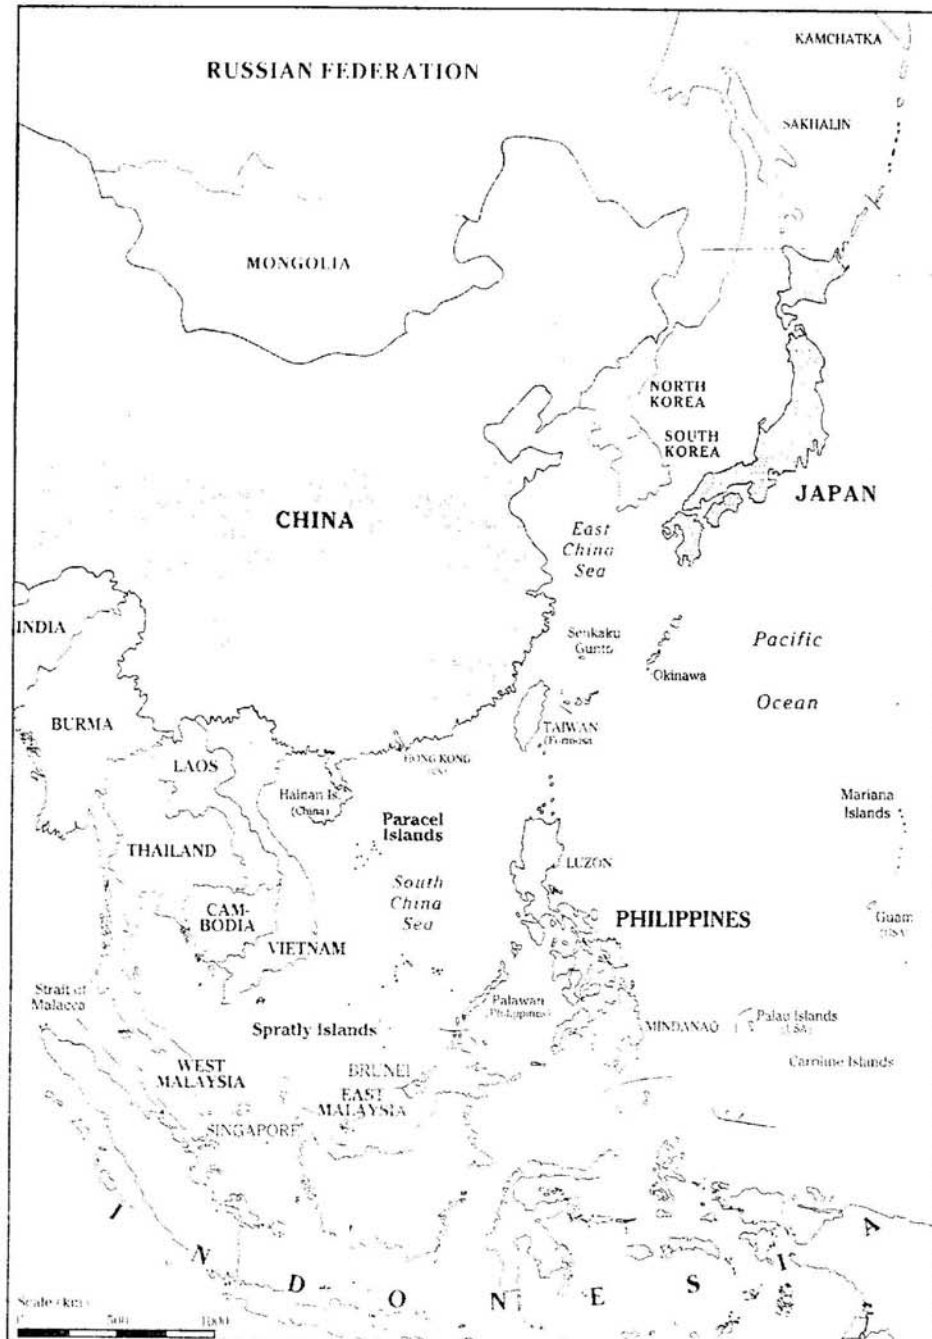 KAMCHATKA
RUSSIAN FEDERATION
SAKHALIN
MONGOLIA
NORTH
KOREA
SOUTH
KOREA
JAPAN
CHINA
East
China
Sea
INDIA
Senkaku
Gunto
Pacific
Okinawa
Ocean
BURMA
TAIWAN
(Formosa
LAOS
HONG KONG
Hainan Is.
(China)
Mariana
Islands
Paracel
Islands
THAILAND
LUZON
South
China
Sea
CAM-
BODIA
PHILIPPINES
Guam
(USA)
VIETNAM
Strait of
Malacca
Palawan
(Philippines)
Palau Islands
(USA)
Spratly Islands
MINDANAO
Caroline Islands
WEST
MALAYSIA
BRUNEI
EAST
MALAYSIA
SINGAPORE
I N D O N E S I A
Scale (km)
0 500 1000